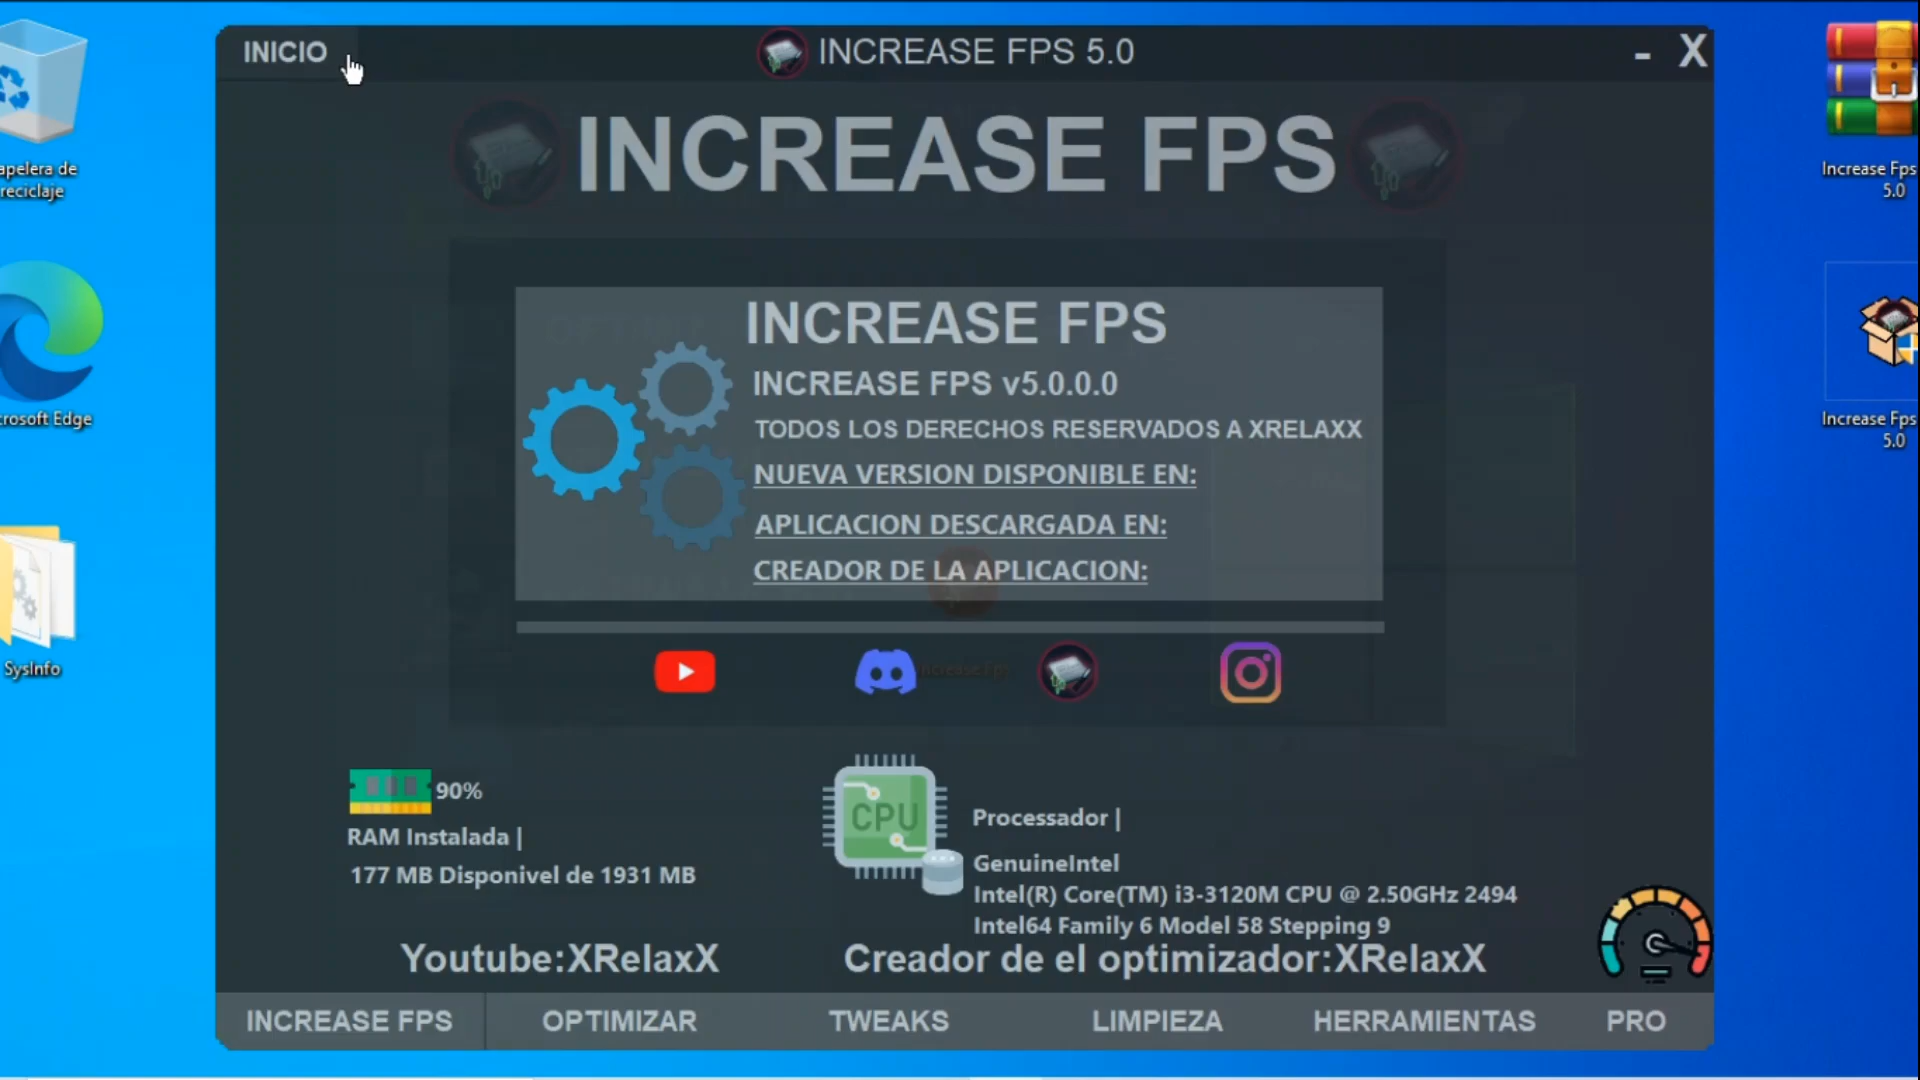 INICIO
INCREASE FPS 5.0
- X
INCREASE FPS
INCREASE FPS
INCREASE FPS v5.0.0.0
TODOS LOS DERECHOS RESERVADOS A XRELAXX
NUEVA VERSION DISPONIBLE EN:
APLICACION DESCARGADA EN:
CREADOR DE LA APLICACION:
Increase Fps
90%
RAM Instalada |
177 MB Disponivel de 1931 MB
CPU
Processador |
GenuineIntel
Intel(R) Core(TM) i3-3120M CPU @ 2.50GHz 2494
Intel64 Family 6 Model 58 Stepping 9
Youtube:XRelaxX
Creador de el optimizador:XRelaxX
INCREASE FPS
OPTIMIZAR
TWEAKS
LIMPIEZA
HERRAMIENTAS
PRO
apelera de
reciclaje
crosoft Edge
SysInfo
Increase Fps
5.0
Increase Fps
5.0